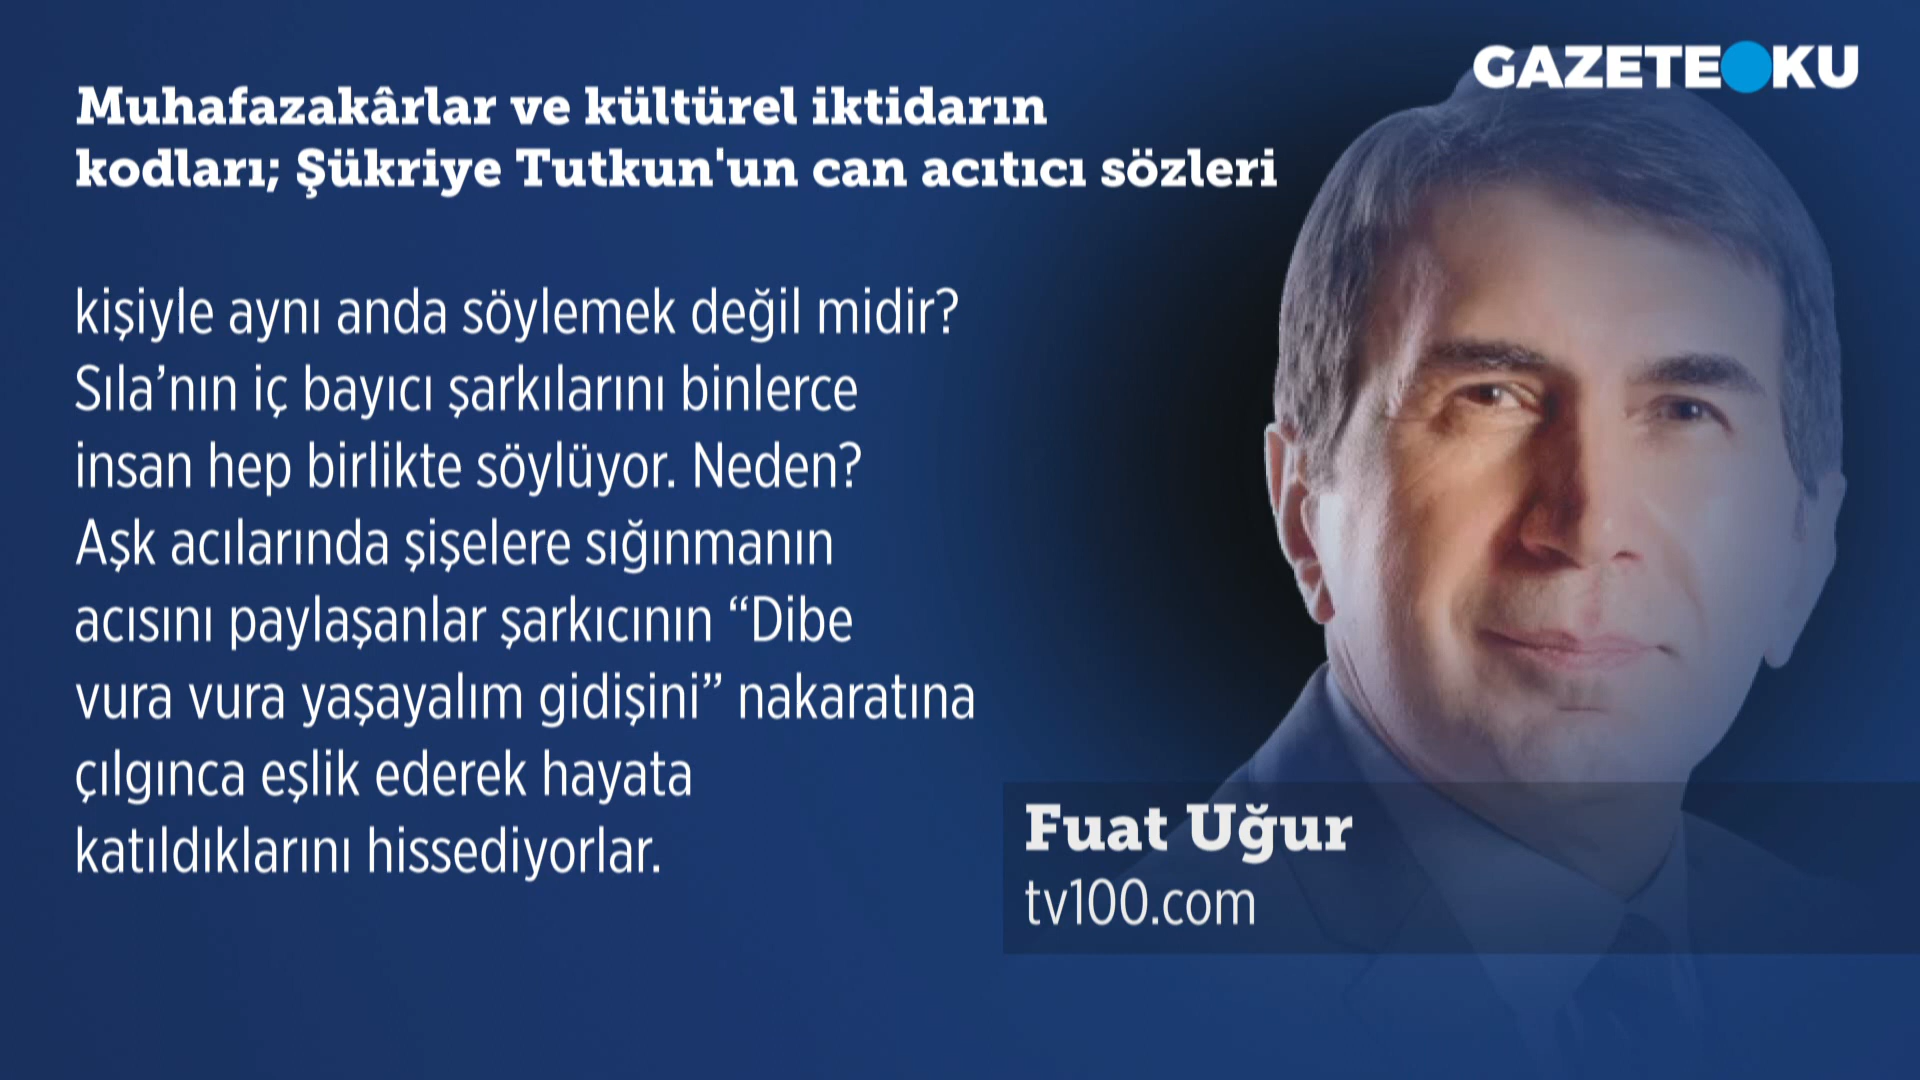 GAZETE OKU
Muhafazakârlar ve kültürel iktidarın
kodları; Şükriye Tutkun'un can acıtıcı sözleri
kişiyle aynı anda söylemek değil midir?
Sıla’nın iç bayıcı şarkılarını binlerce
insan hep birlikte söylüyor. Neden?
Aşk acılarında şişelere sığınmanın
acısını paylaşanlar şarkıcının “Dibe
vura vura yaşayalım gidişini” nakaratına
çılgınca eşlik ederek hayata
katıldıklarını hissediyorlar.
Fuat Uğur
tv100.com